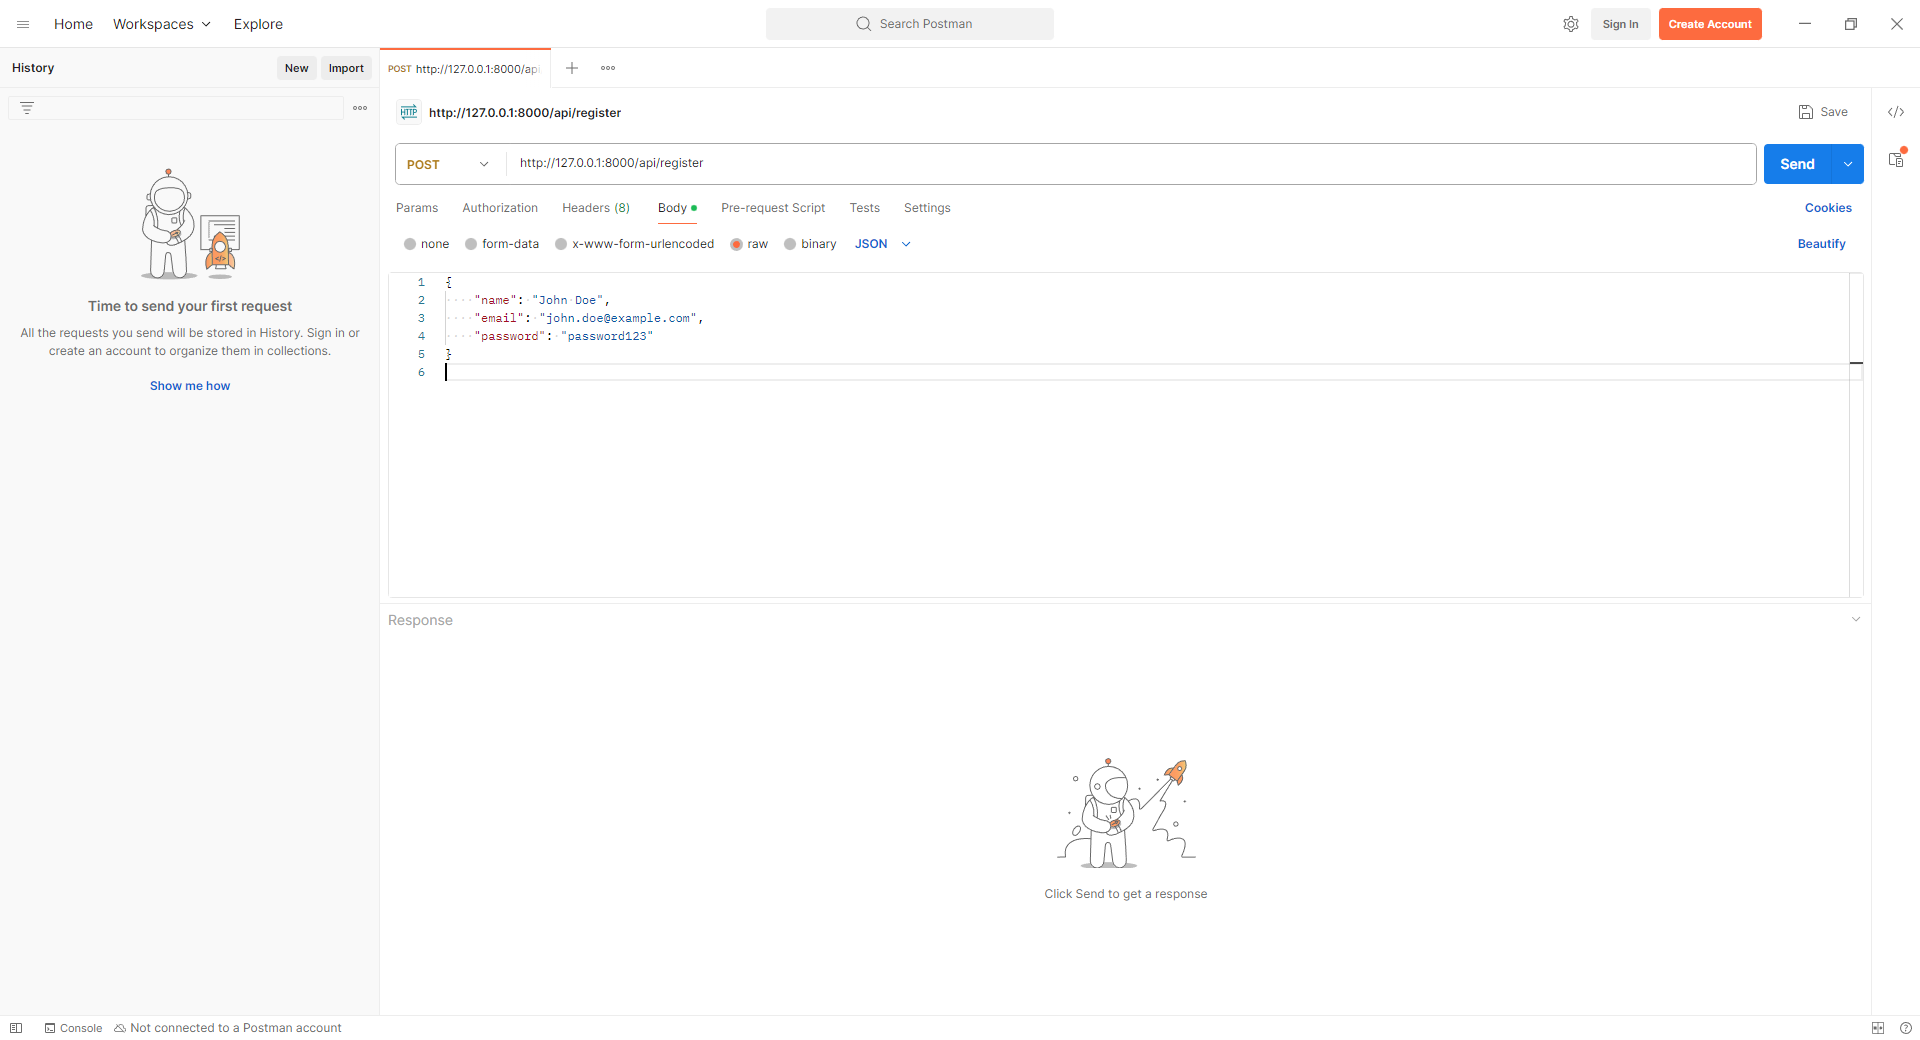 Home Workspaces Explore Search Postman Sign In Create Account
History New Import POST http://127.0.0.1:8000/api
HTTP http://127.0.0.1:8000/api/register Save
POST http://127.0.0.1:8000/api/register Send
Params Authorization Headers (8) Body Pre-request Script Tests Settings Cookies
none form-data x-www-form-urlencoded raw binary JSON Beautify
1 {
2 "name": "John Doe",
3 "email": "john.doe@example.com",
4 "password": "password123"
5 }
6
Time to send your first request
All the requests you send will be stored in History. Sign in or
create an account to organize them in collections.
Show me how
Response
Click Send to get a response
Console Not connected to a Postman account